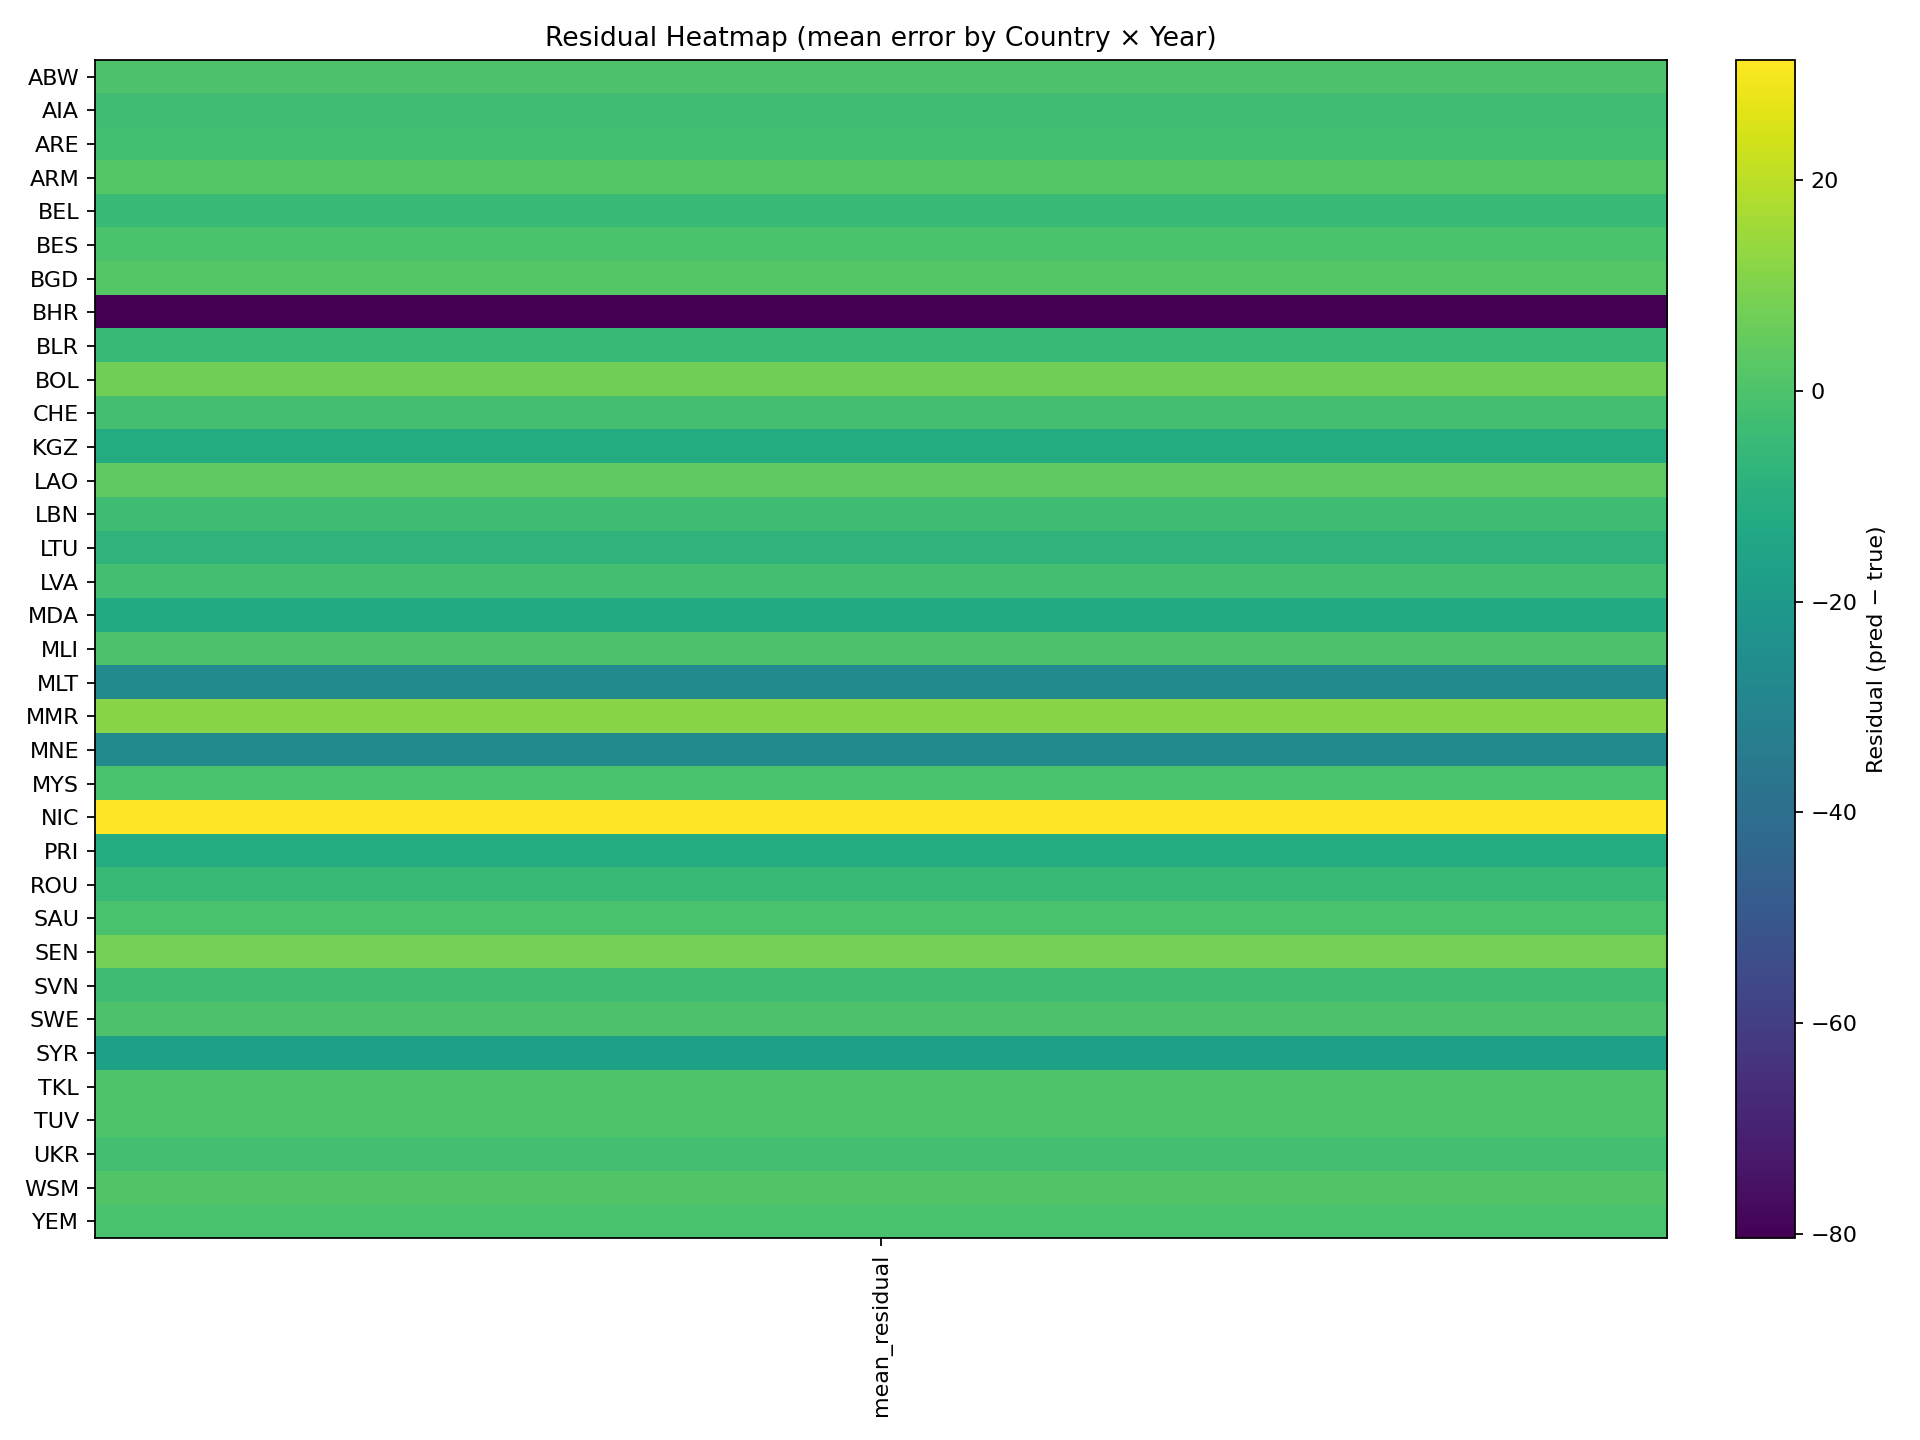 Residual Heatmap (mean error by Country × Year)
ABW
AIA
ARE
ARM
BEL
BES
BGD
BHR
BLR
BOL
CHE
KGZ
LAO
LBN
LTU
LVA
MDA
MLI
MLT
MMR
MNE
MYS
NIC
PRI
ROU
SAU
SEN
SVN
SWE
SYR
TKL
TUV
UKR
WSM
YEM
mean_residual
20
0
−20
−40
−60
−80
Residual (pred − true)